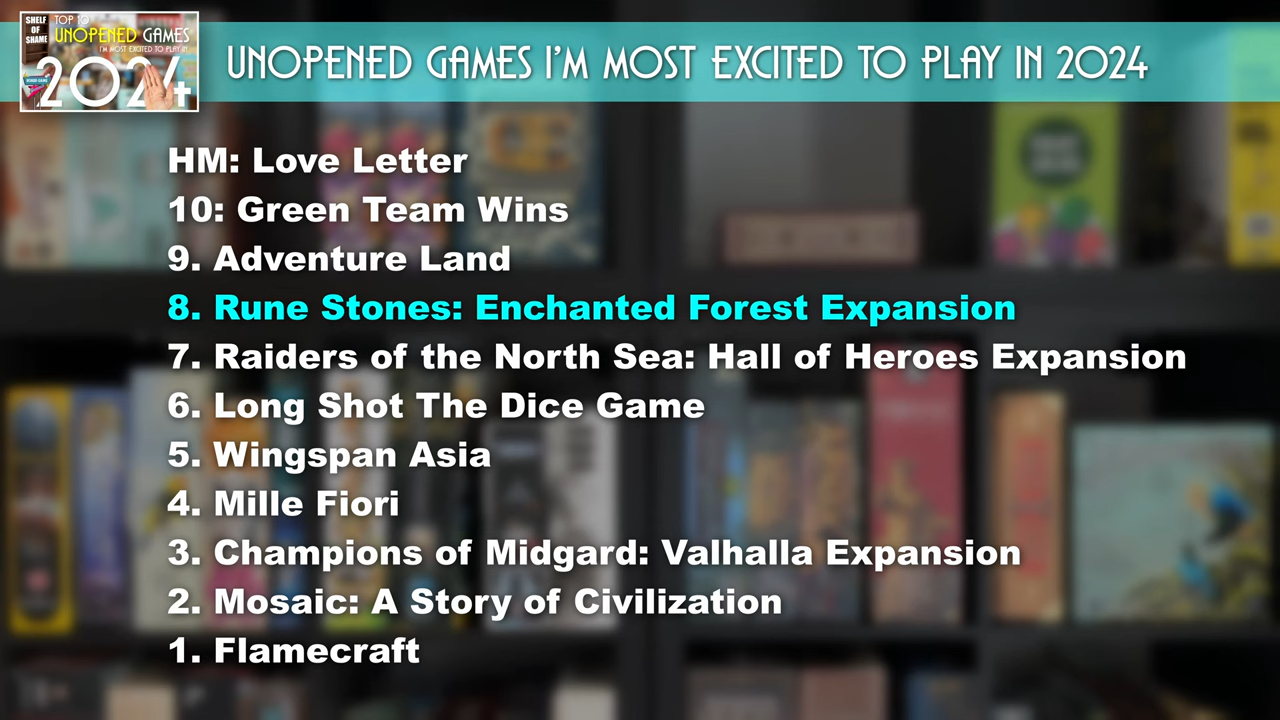 SHELF
OF
SHAME
TOP 10
UNOPENED GAMES
I'M MOST EXCITED TO PLAY IN
2024
UNOPENED GAMES I'M MOST EXCITED TO PLAY IN 2024
HM: Love Letter
10: Green Team Wins
9. Adventure Land
8. Rune Stones: Enchanted Forest Expansion
7. Raiders of the North Sea: Hall of Heroes Expansion
6. Long Shot The Dice Game
5. Wingspan Asia
4. Mille Fiori
3. Champions of Midgard: Valhalla Expansion
2. Mosaic: A Story of Civilization
1. Flamecraft